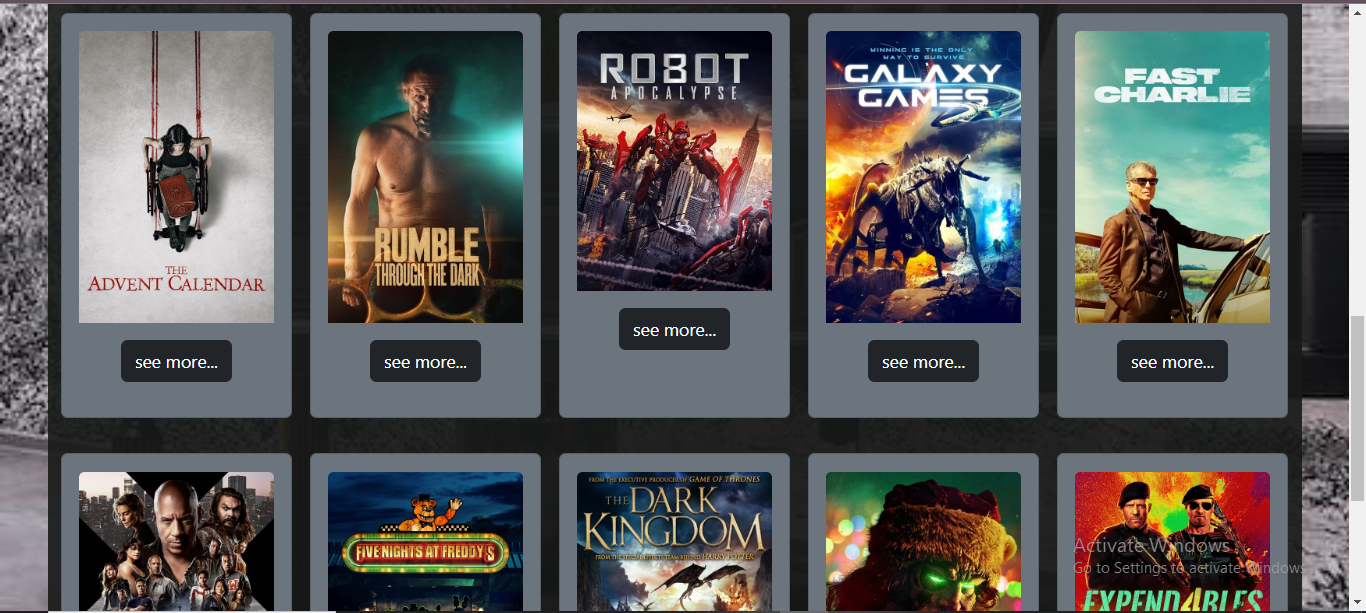 THE
ADVENT CALENDAR
RUMBLE
THROUGH THE DARK
ROBOT
APOCALYPSE
WINNING IS THE ONLY
WAY TO SURVIVE
GALAXY
GAMES
FAST
CHARLIE
see more...
see more...
see more...
see more...
see more...
FIVE NIGHTS AT FREDDY'S
FROM THE EXECUTIVE PRODUCER OF GAME OF THRONES
THE
DARK
KINGDOM
FROM THE SPECIAL EFFECTS TEAM BEHIND HARRY POTTER
EXPEND4BLES
Activate Windows
Go to Settings to activate Windows.